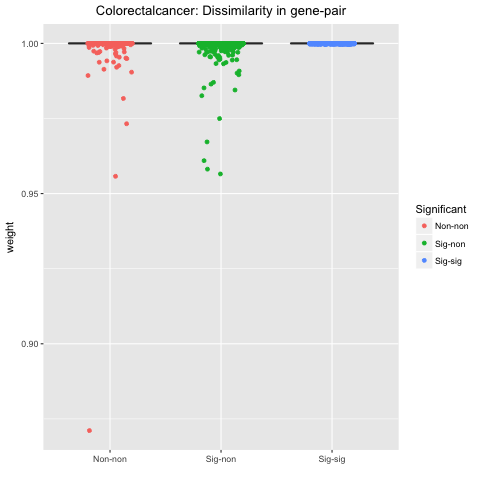 Colorectalcancer: Dissimilarity in gene-pair
1.00
0.95
0.90
weight
Non-non
Sig-non
Sig-sig
Significant
Non-non
Sig-non
Sig-sig